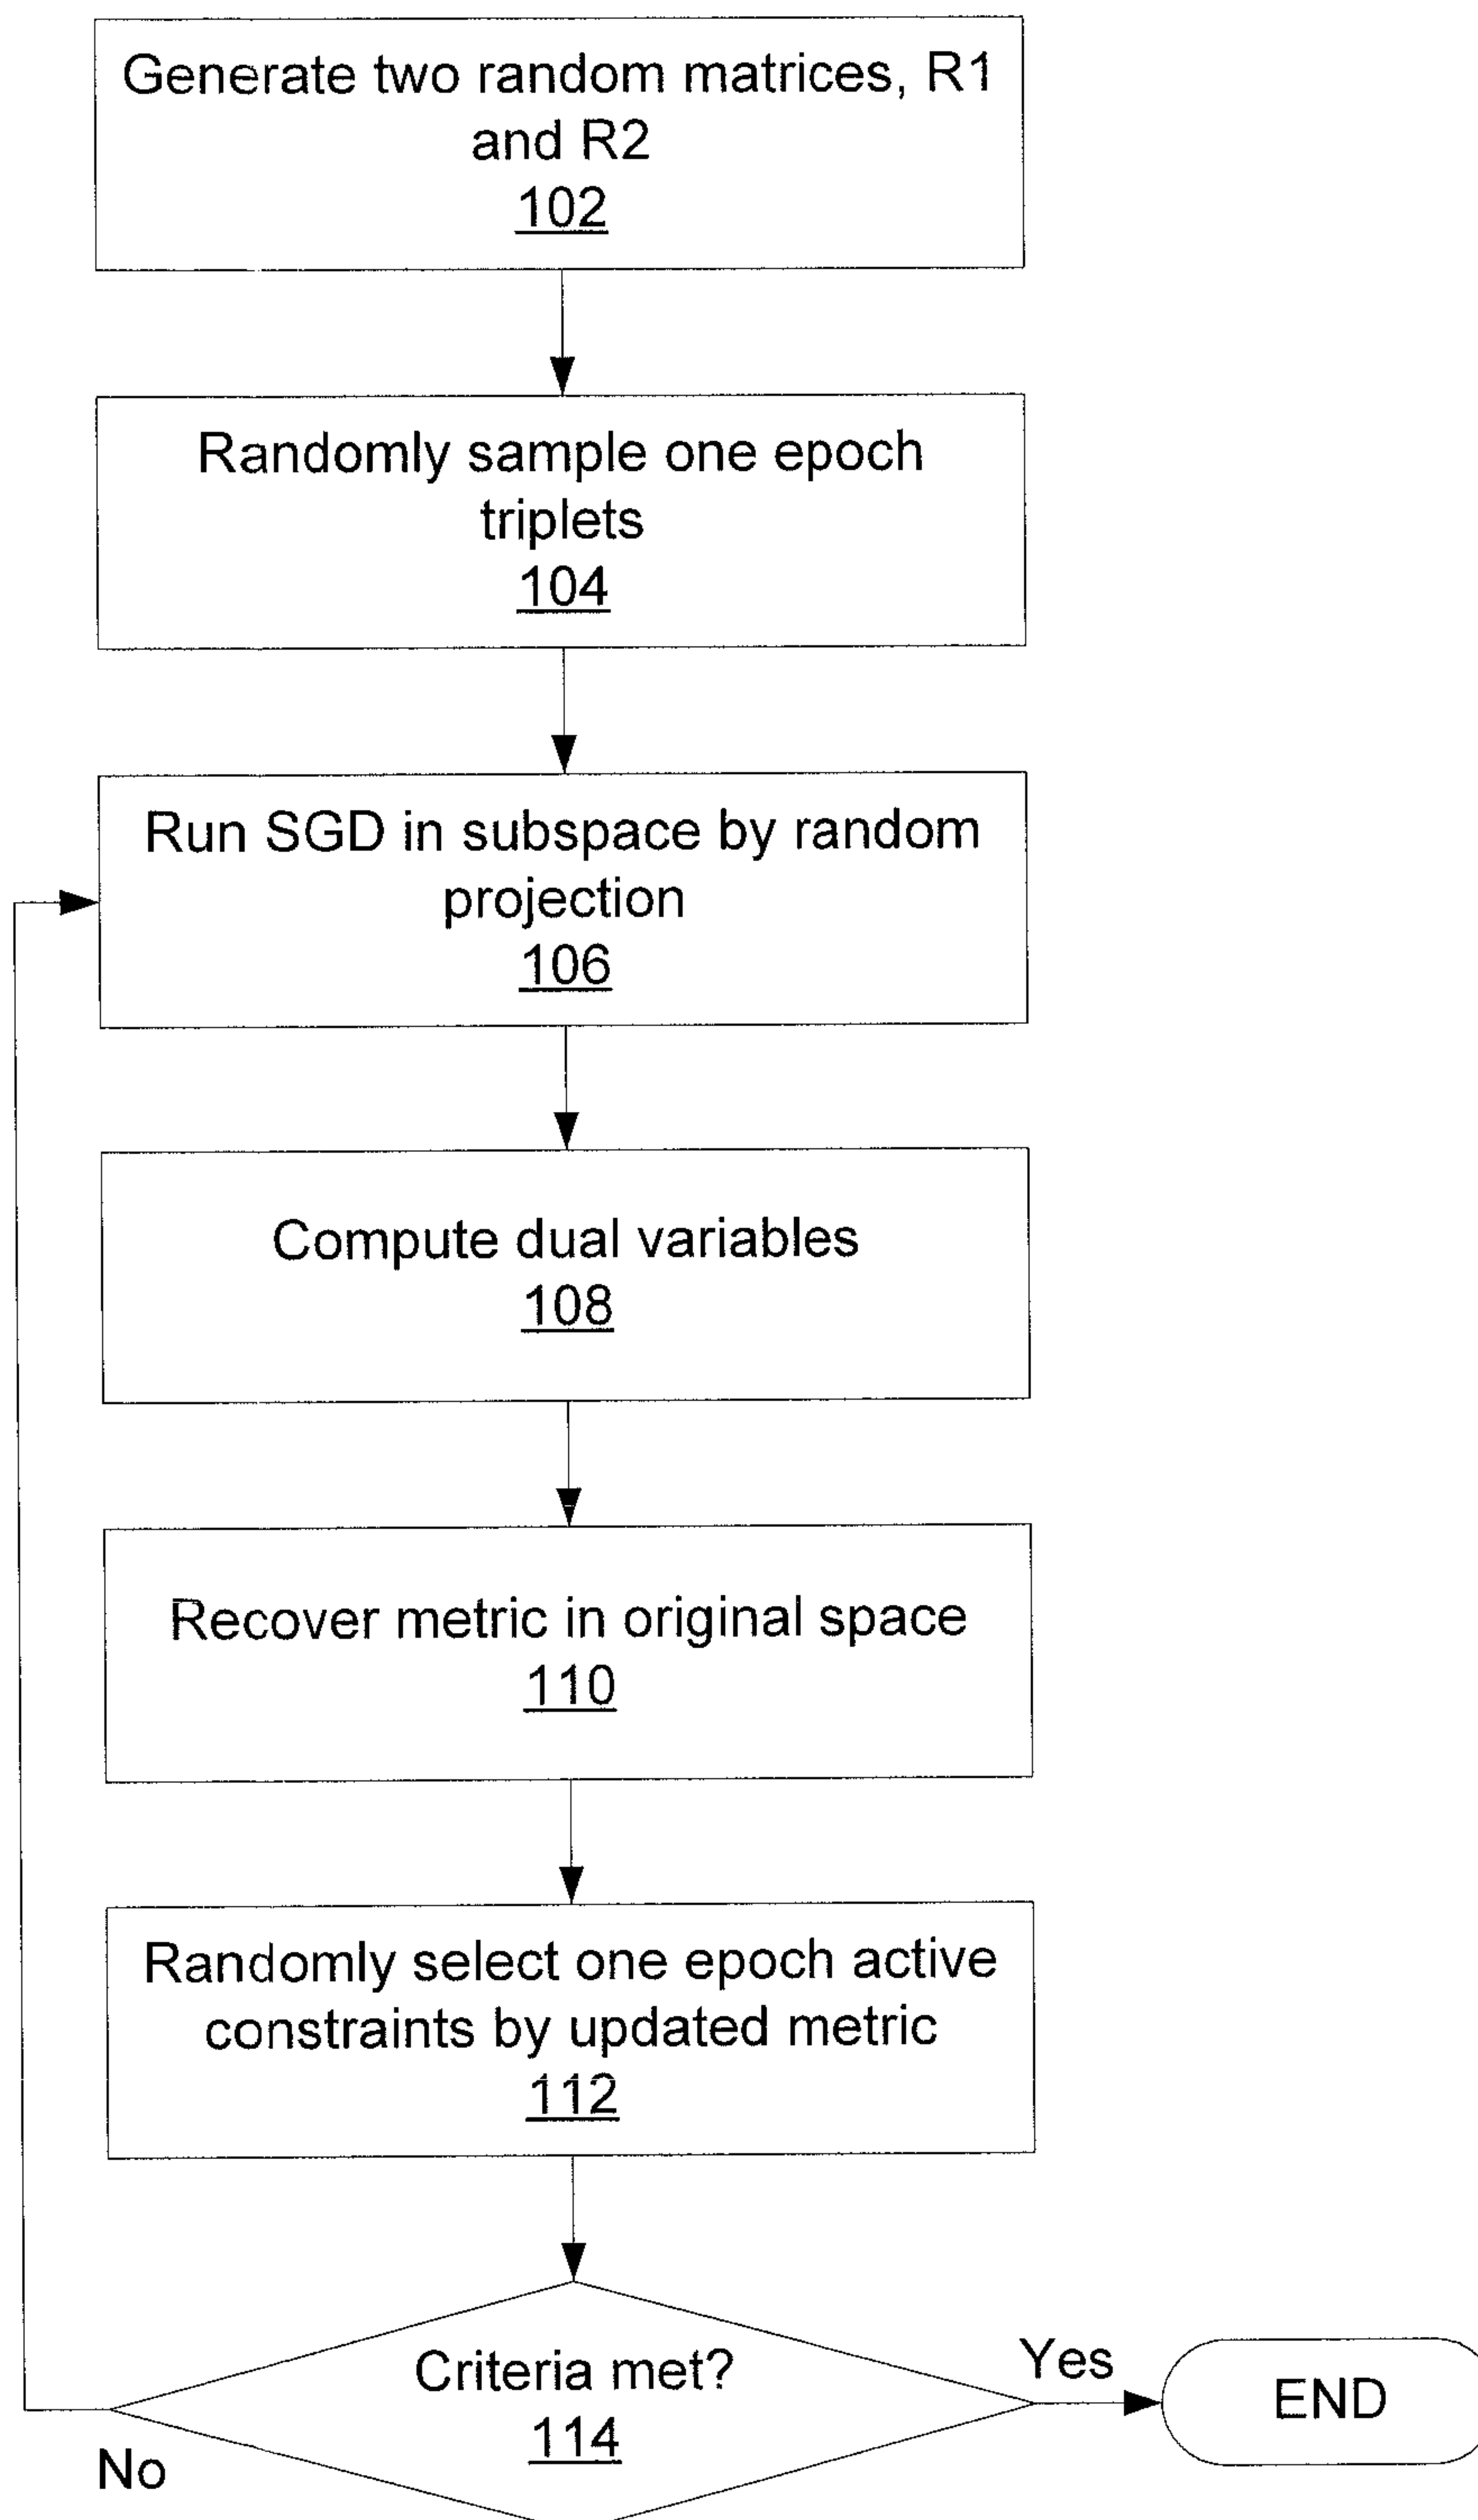 Generate two random matrices, R1
and R2
102
Randomly sample one epoch
triplets
104
Run SGD in subspace by random
projection
106
Compute dual variables
108
Recover metric in original space
110
Randomly select one epoch active
constraints by updated metric
112
Criteria met?
114
Yes
END
No